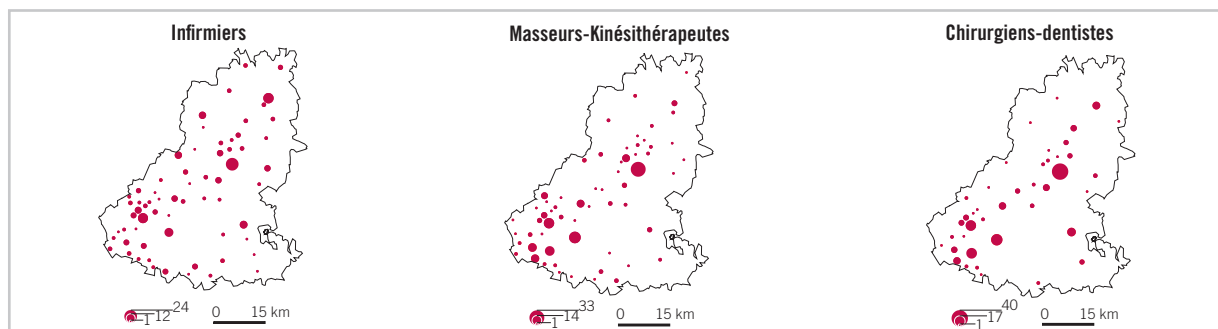 Infirmiers
Masseurs-Kinésithérapeutes
Chirurgiens-dentistes
24
12
1
0 15 km
33
14
1
0 15 km
40
17
1
0 15 km